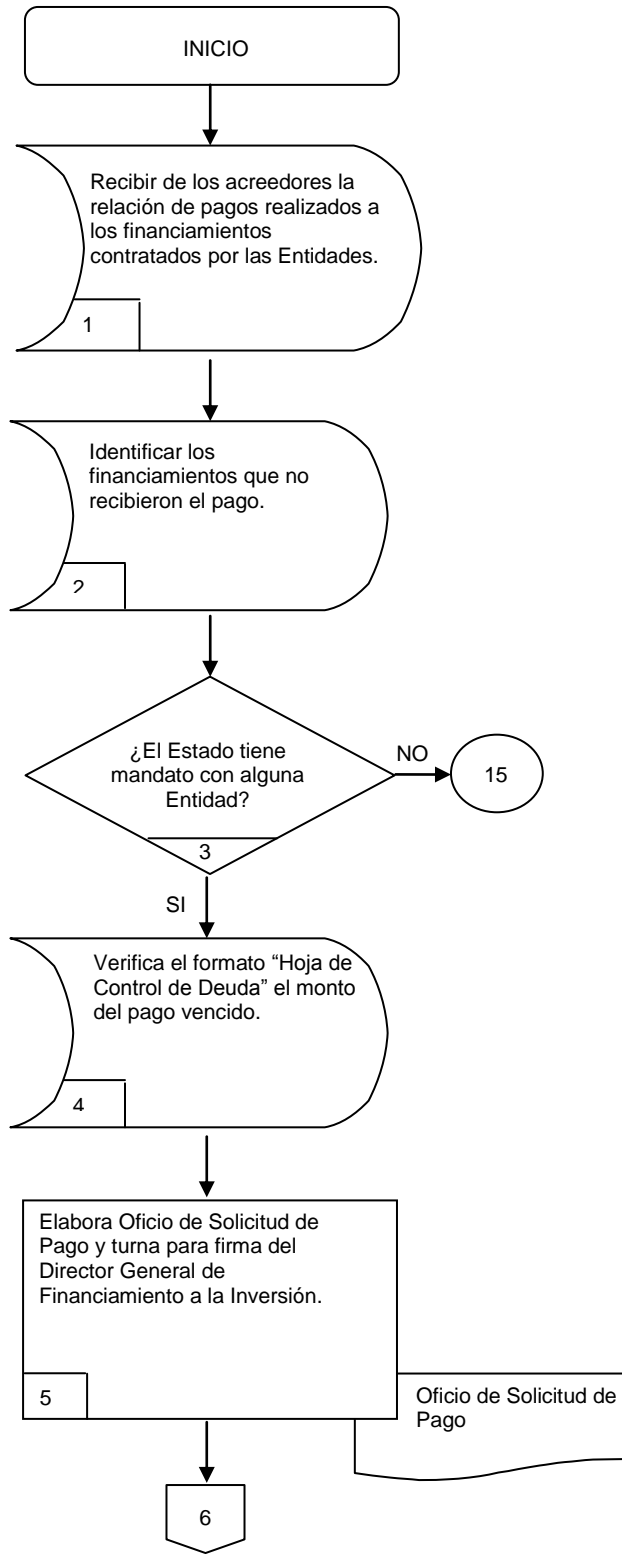 INICIO
Recibir de los acreedores la
relación de pagos realizados a
los financiamientos
contratados por las Entidades.
1
Identificar los
financiamientos que no
recibieron el pago.
2
¿El Estado tiene
mandato con alguna
Entidad?
3
NO
15
SI
Verifica el formato “Hoja de
Control de Deuda” el monto
del pago vencido.
4
Elabora Oficio de Solicitud de
Pago y turna para firma del
Director General de
Financiamiento a la Inversión.
5
Oficio de Solicitud de
Pago
6